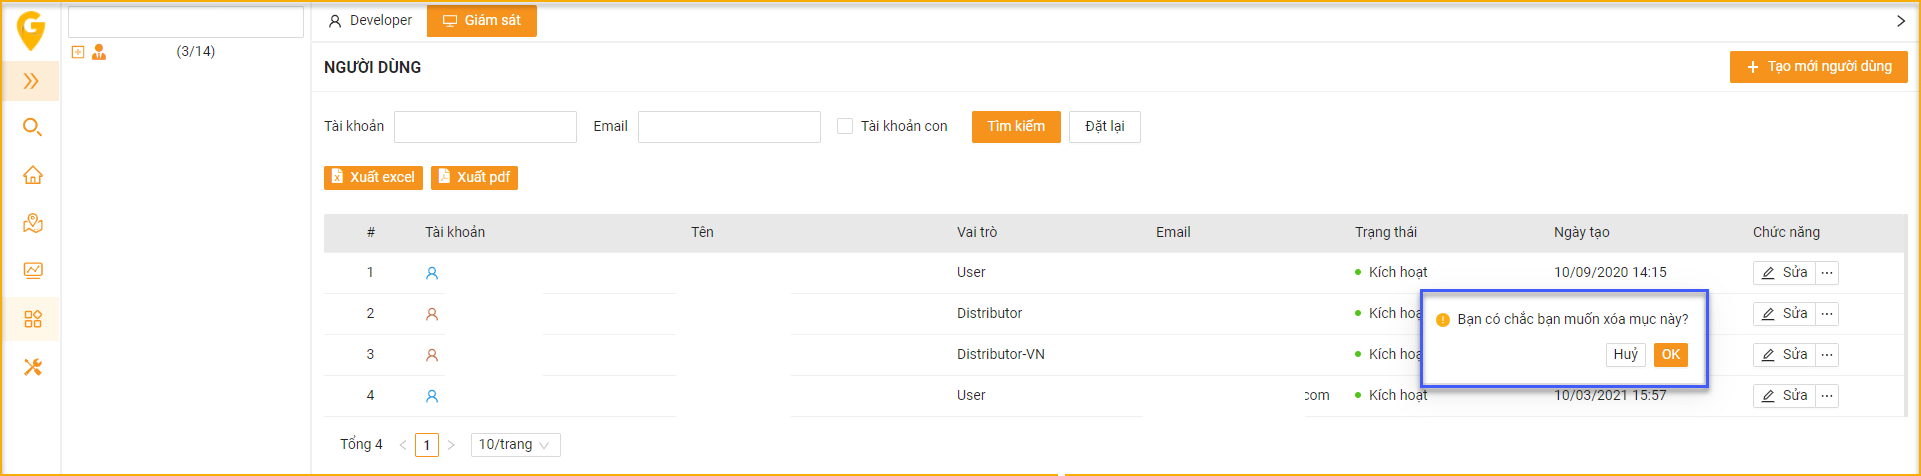 G
(3/14)
Developer
Giám sát
NGƯỜI DÙNG
Tạo mới người dùng
Tài khoản
Email
Tài khoản con
Tìm kiếm
Đặt lại
Xuất excel
Xuất pdf
# Tài khoản Tên Vai trò Email Trạng thái Ngày tạo Chức năng
1 User Kích hoạt 10/09/2020 14:15 Sửa ...
2 Distributor Kích hoạ Sửa ...
3 Distributor-VN Kích hoạ Sửa ...
4 User com Kích hoạt 10/03/2021 15:57 Sửa ...
Bạn có chắc bạn muốn xóa mục này?
Huỷ OK
Tổng 4 < 1 > 10/trang